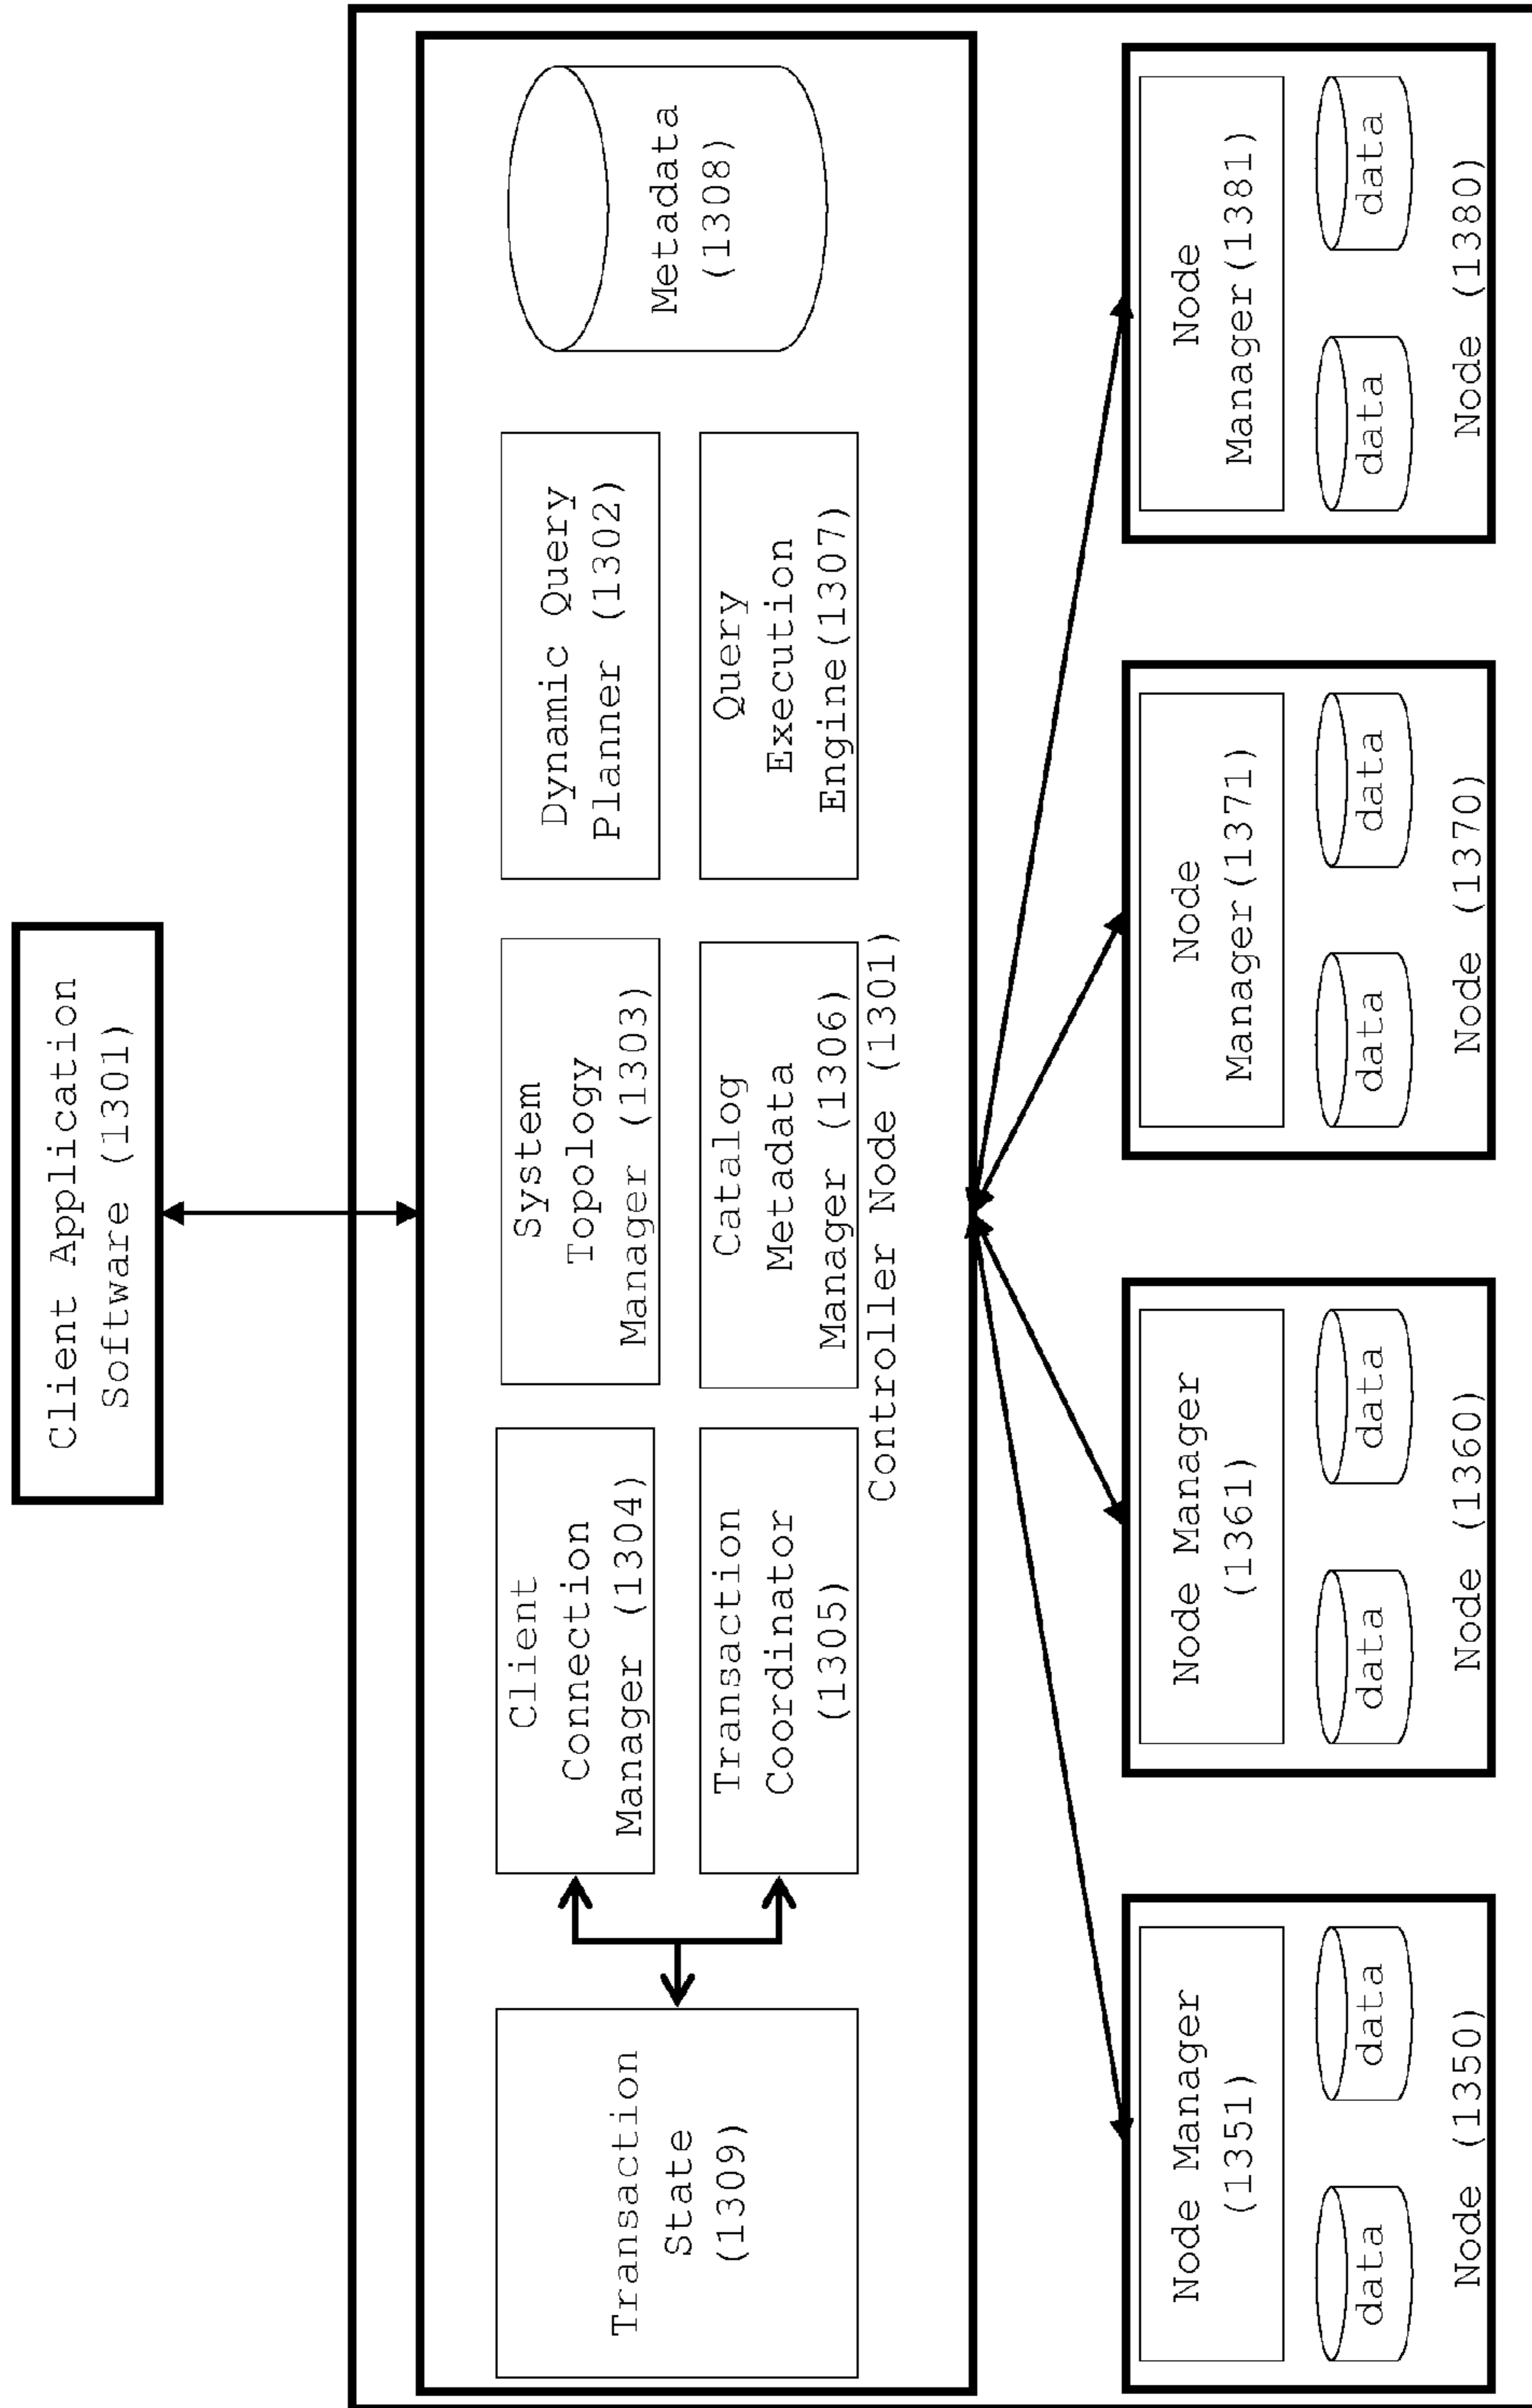 Client Application
Software (1301)
Transaction
State
(1309)
Client
Connection
Manager (1304)
Transaction
Coordinator
(1305)
System
Topology
Manager (1303)
Catalog
Metadata
Manager (1306)
Dynamic Query
Planner (1302)
Query
Execution
Engine(1307)
Metadata
(1308)
Controller Node (1301)
Node Manager
(1351)
data
data
Node (1350)
Node Manager
(1361)
data
data
Node (1360)
Node
Manager(1371)
data
data
Node (1370)
Node
Manager(1381)
data
data
Node (1380)